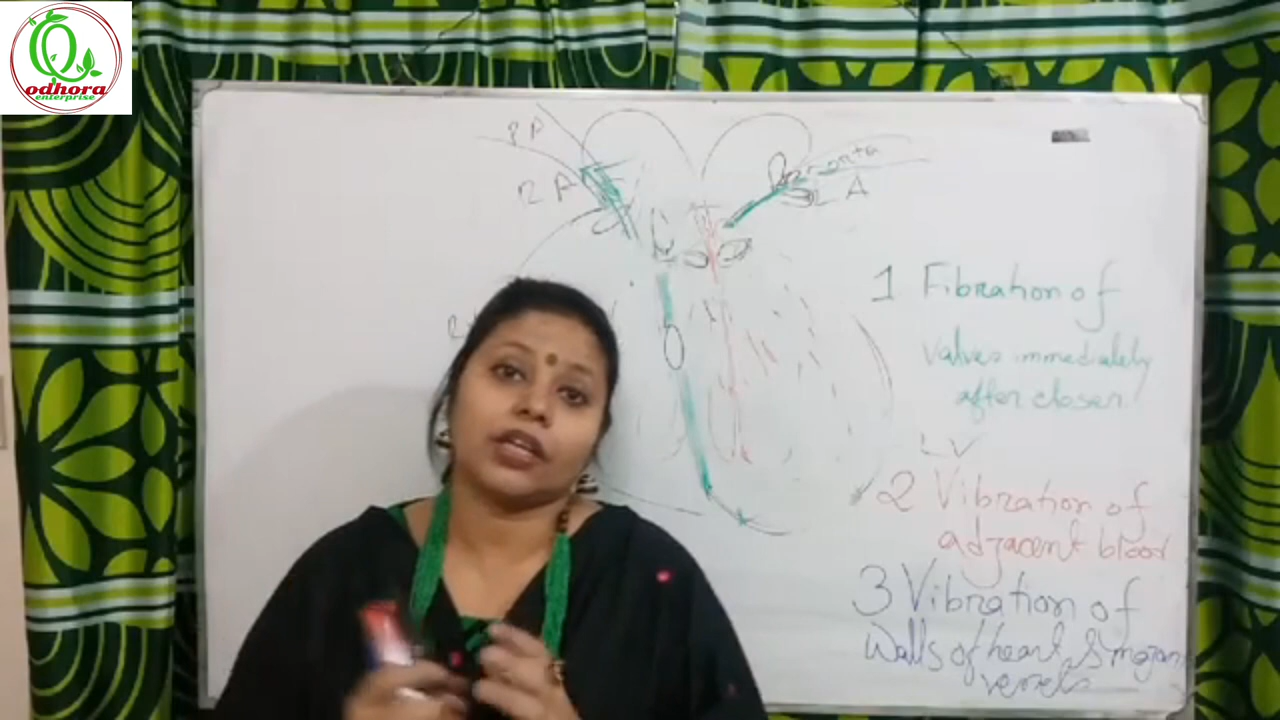 odhora
enterprise
RA
LA
1 Fibration of
valves immediately
after closer
LV
2 Vibration of
adjacent blood
3 Vibration of
Walls of heart & major
vessels